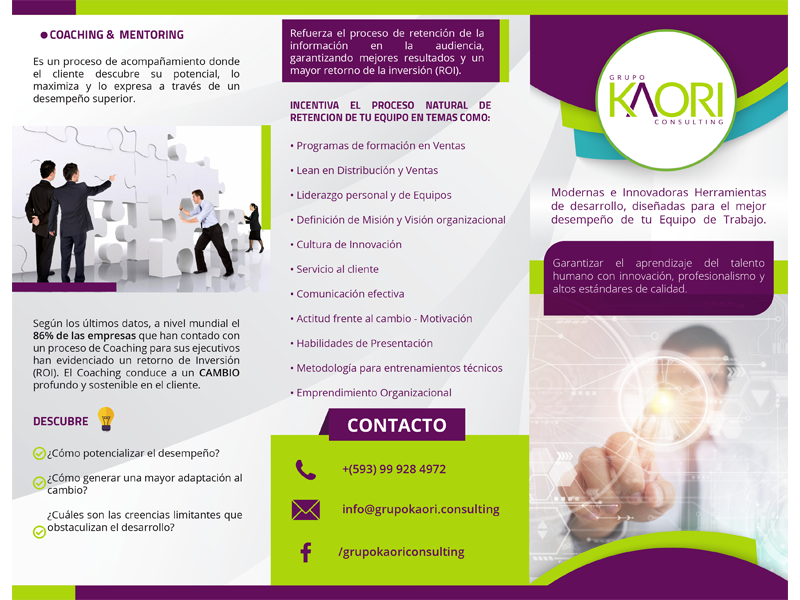 COACHING & MENTORING
Es un proceso de acompañamiento donde
el cliente descubre su potencial, lo
maximiza y lo expresa a través de un
desempeño superior.
Según los últimos datos, a nivel mundial el
86% de las empresas que han contado con
un proceso de Coaching para sus ejecutivos
han evidenciado un retorno de Inversión
(ROI). El Coaching conduce a un CAMBIO
profundo y sostenible en el cliente.
DESCUBRE
¿Cómo potencializar el desempeño?
¿Cómo generar una mayor adaptación al
cambio?
¿Cuáles son las creencias limitantes que
obstaculizan el desarrollo?
Refuerza el proceso de retención de la
información en la audiencia,
garantizando mejores resultados y un
mayor retorno de la inversión (ROI).
INCENTIVA EL PROCESO NATURAL DE
RETENCION DE TU EQUIPO EN TEMAS COMO:
• Programas de formación en Ventas
• Lean en Distribución y Ventas
• Liderazgo personal y de Equipos
• Definición de Misión y Visión organizacional
• Cultura de Innovación
• Servicio al cliente
• Comunicación efectiva
• Actitud frente al cambio - Motivación
• Habilidades de Presentación
• Metodología para entrenamientos técnicos
• Emprendimiento Organizacional
CONTACTO
+(593) 99 928 4972
info@grupokaori.consulting
/grupokaoriconsulting
GRUPO
KAORI
CONSULTING
Modernas e Innovadoras Herramientas
de desarrollo, diseñadas para el mejor
desempeño de tu Equipo de Trabajo.
Garantizar el aprendizaje del talento
humano con innovación, profesionalismo y
altos estándares de calidad.